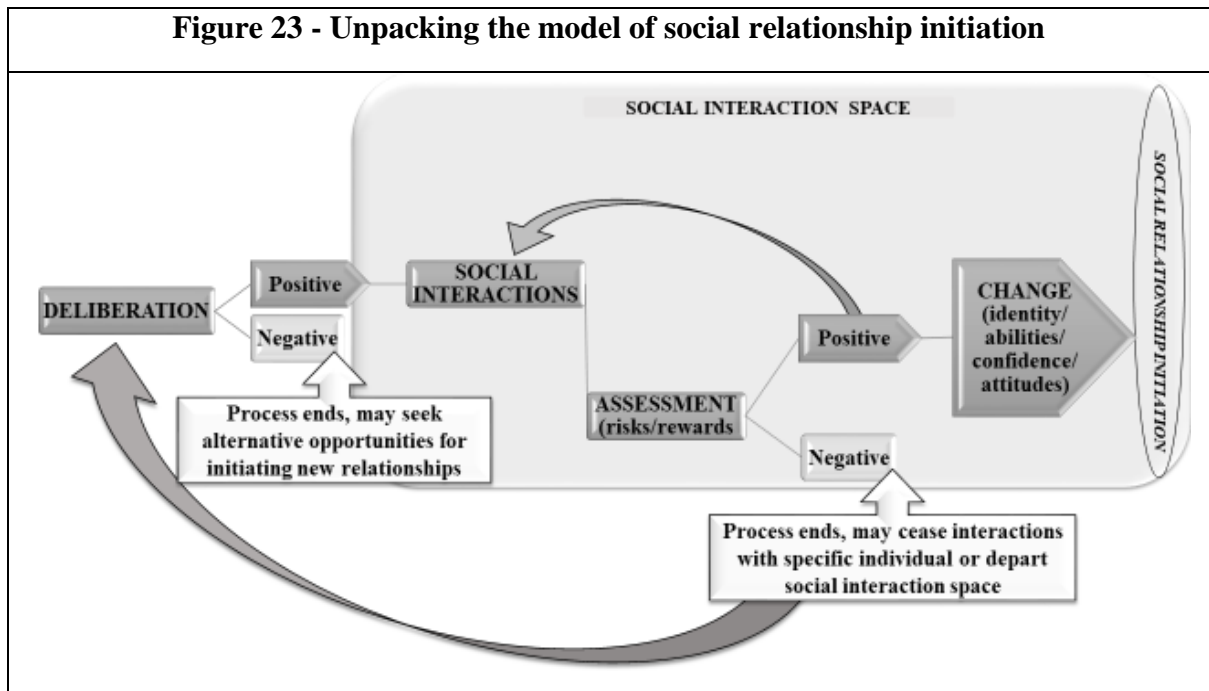 Figure 23 - Unpacking the model of social relationship initiation
SOCIAL INTERACTION SPACE
DELIBERATION
Positive
Negative
Process ends, may seek
alternative opportunities for
initiating new relationships
SOCIAL
INTERACTIONS
ASSESSMENT
(risks/rewards
Positive
Negative
Process ends, may cease interactions
with specific individual or depart
social interaction space
CHANGE
(identity/
abilities/
confidence/
attitudes)
SOCIAL RELATIONSHIP INITIATION